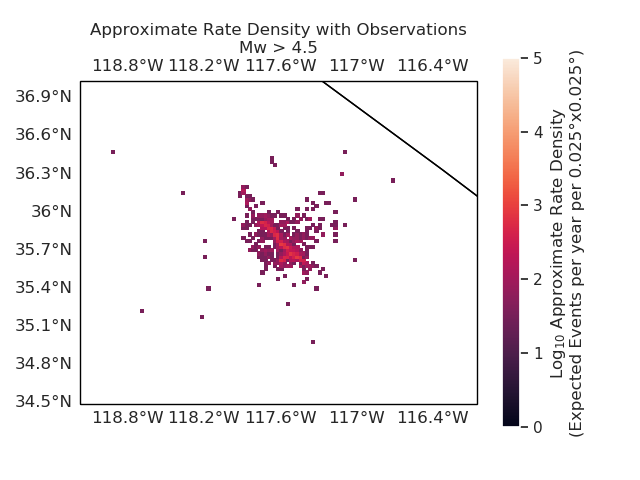 Approximate Rate Density with Observations
Mw > 4.5
118.8°W 118.2°W 117.6°W 117°W 116.4°W
36.9°N
36.6°N
36.3°N
36°N
35.7°N
35.4°N
35.1°N
34.8°N
34.5°N
118.8°W 118.2°W 117.6°W 117°W 116.4°W
5
4
3
2
1
0
Log₁₀ Approximate Rate Density
(Expected Events per year per 0.025°x0.025°)